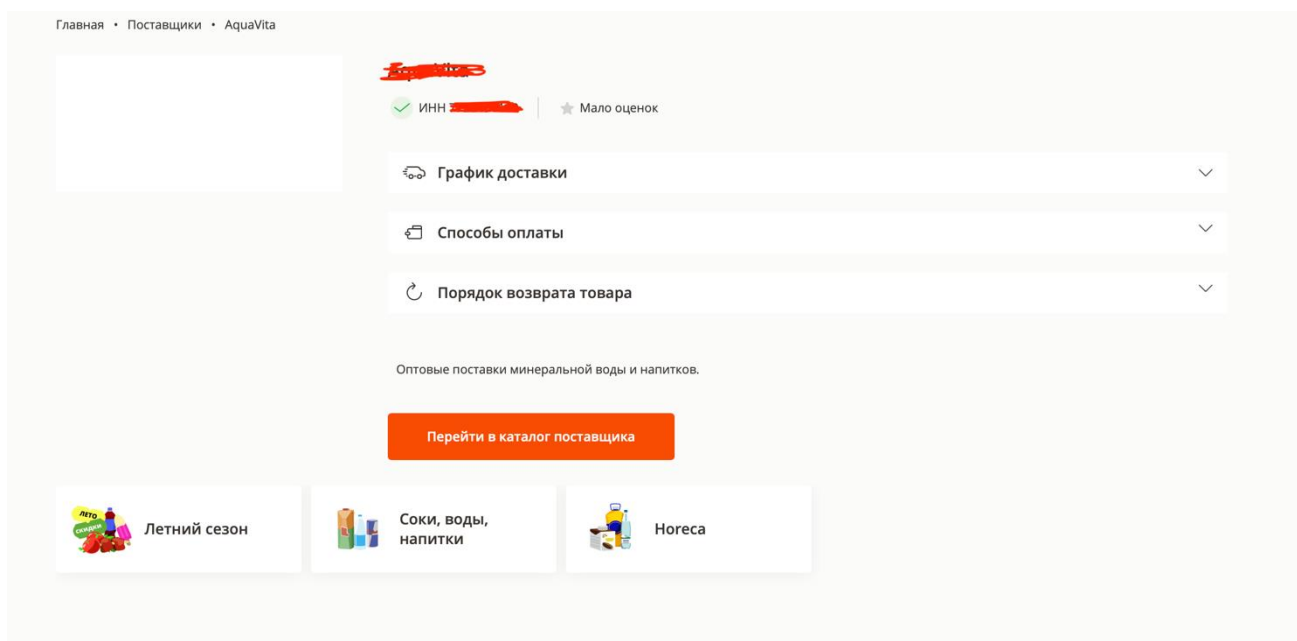 Главная • Поставщики • AquaVita
ИНН
Мало оценок
График доставки
Способы оплаты
Порядок возврата товара
Оптовые поставки минеральной воды и напитков.
Перейти в каталог поставщика
ЛЕТО
СКИДКИ
Летний сезон
Соки, воды,
напитки
Horeca